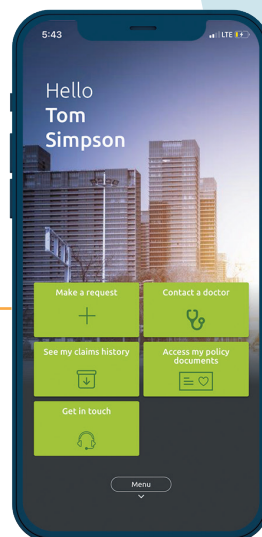 5:43
LTE
Hello
Tom
Simpson
Make a request
Contact a doctor
See my claims history
Access my policy
documents
Get in touch
Menu